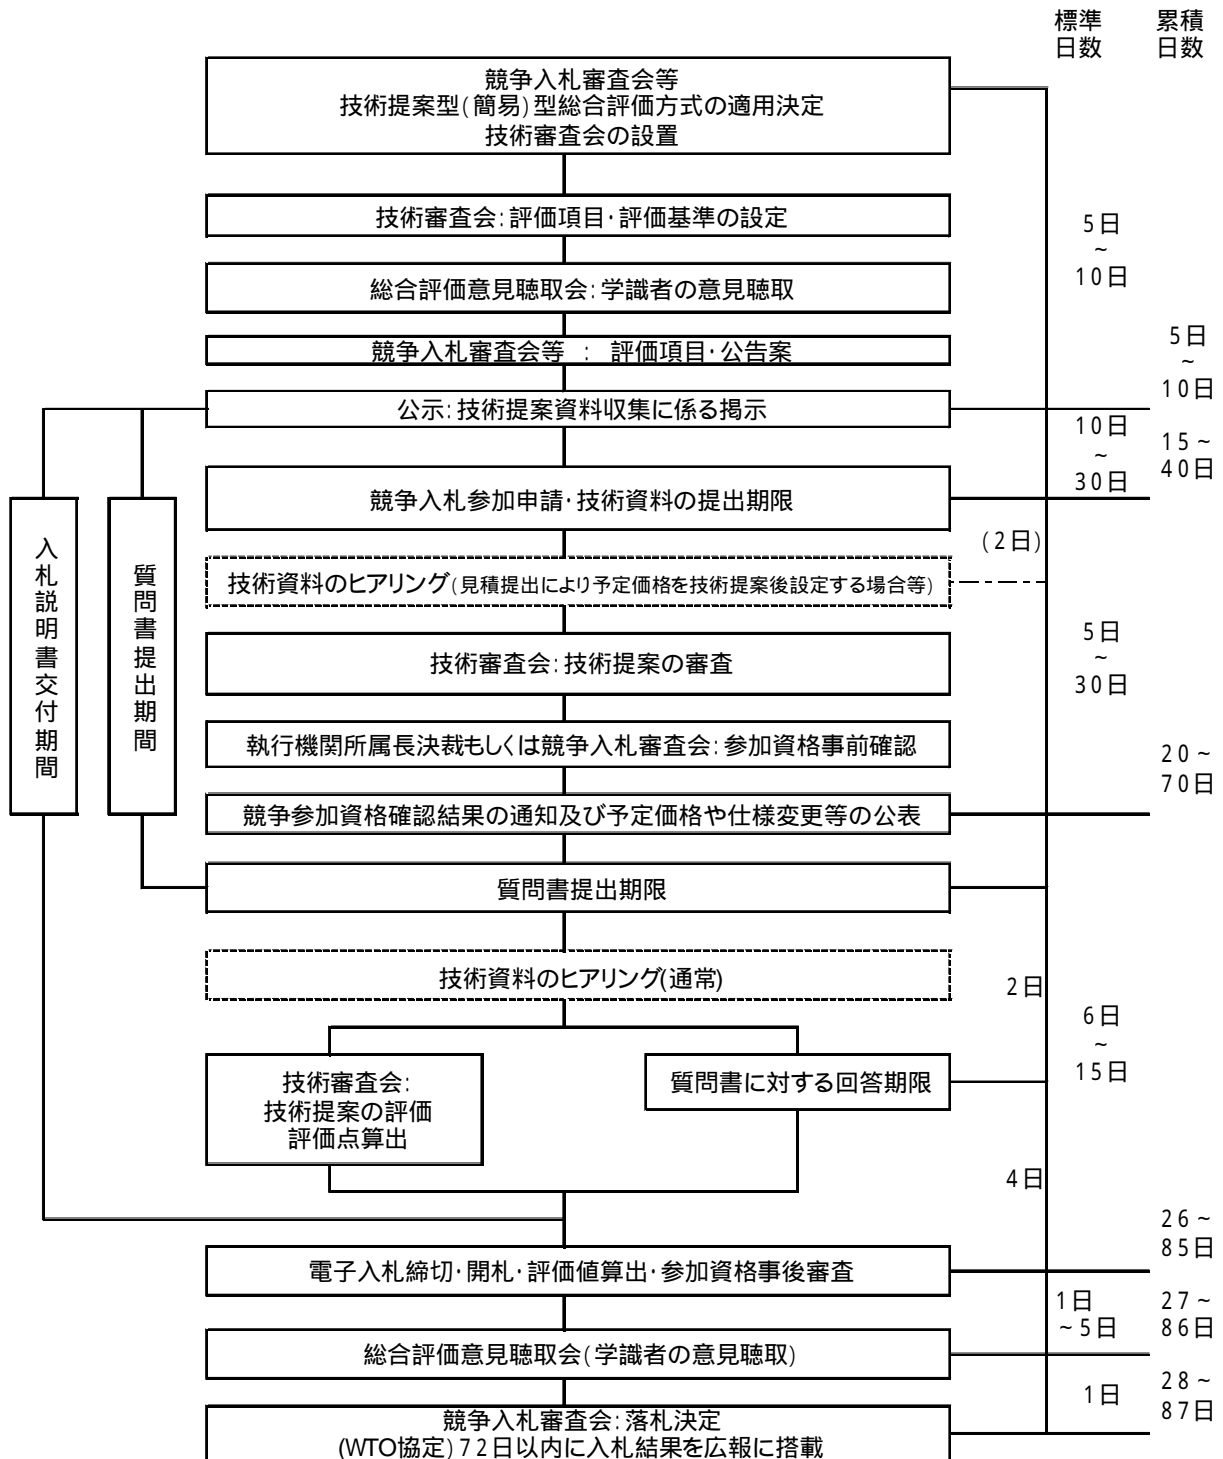 標準
日数
累積
日数
競争入札審査会等
技術提案型(簡易)型総合評価方式の適用決定
技術審査会の設置
技術審査会:評価項目・評価基準の設定
5日
~
10日
総合評価意見聴取会:学識者の意見聴取
競争入札審査会等 : 評価項目・公告案
5日
~
10日
公示:技術提案資料収集に係る掲示
10日
~
30日
15~
40日
競争入札参加申請・技術資料の提出期限
(2日)
技術資料のヒアリング(見積提出により予定価格を技術提案後設定する場合等)
入札説明書交付期間
質問書提出期間
技術審査会:技術提案の審査
5日
~
30日
執行機関所属長決裁もしくは競争入札審査会:参加資格事前確認
20~
70日
競争参加資格確認結果の通知及び予定価格や仕様変更等の公表
質問書提出期限
技術資料のヒアリング(通常)
2日
6日
~
15日
技術審査会:
技術提案の評価
評価点算出
質問書に対する回答期限
4日
26~
85日
電子入札締切・開札・評価値算出・参加資格事後審査
1日
~5日
27~
86日
総合評価意見聴取会(学識者の意見聴取)
1日
28~
87日
競争入札審査会:落札決定
(WTO協定)72日以内に入札結果を広報に搭載